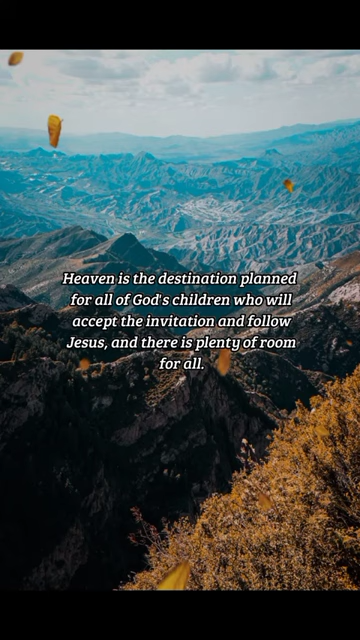 Heaven is the destination planned
for all of God's children who will
accept the invitation and follow
Jesus, and there is plenty of room
for all.